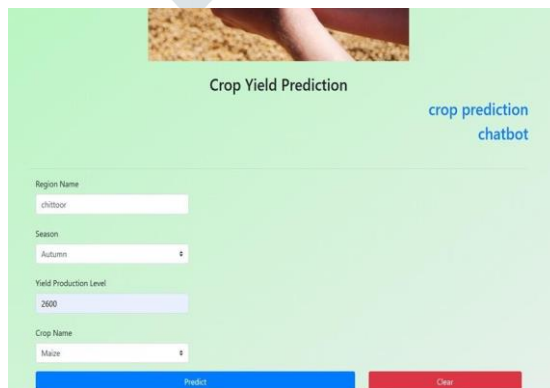 Crop Yield Prediction
crop prediction
chatbot
Region Name
chittoor
Season
Autumn
Yield Production Level
2600
Crop Name
Maize
Predict
Clear